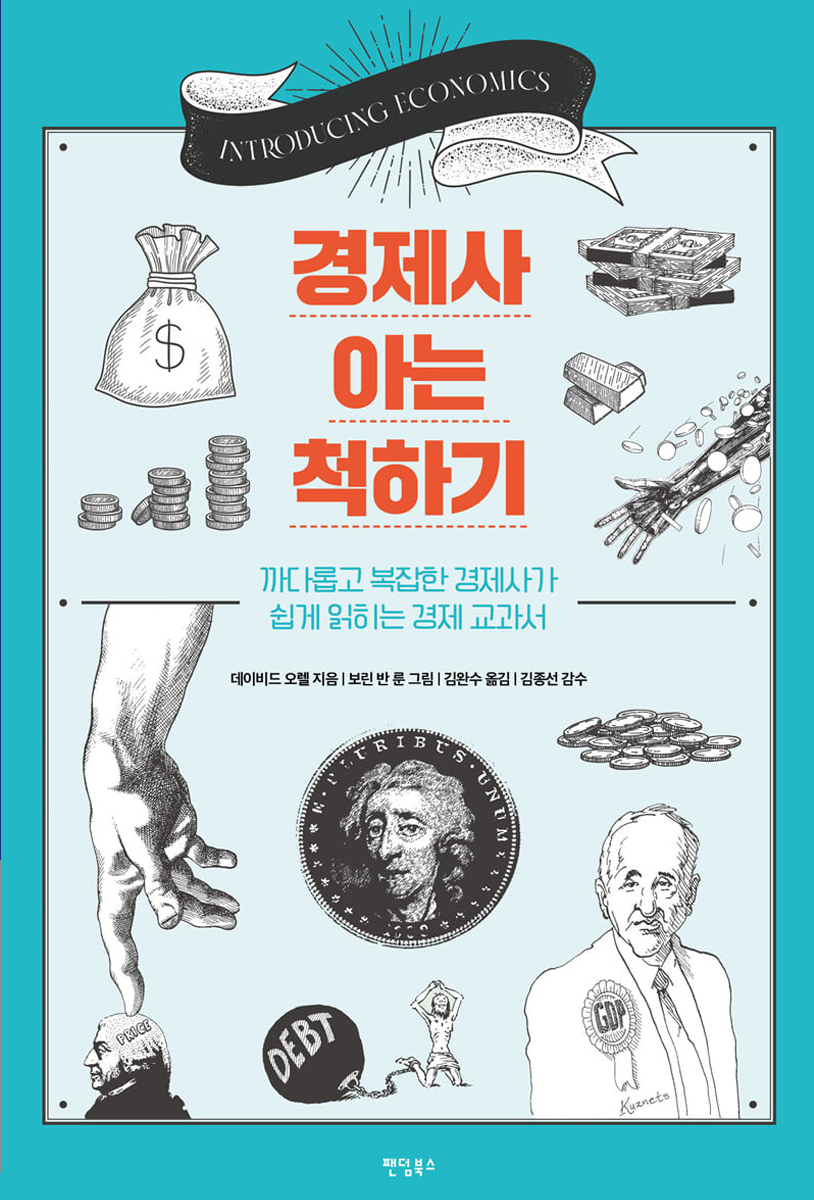 INTRODUCING ECONOMICS
경제사
아는
척하기
까다롭고 복잡한 경제사가
쉽게 읽히는 경제 교과서
데이비드 오렐 지음 | 보린 반 룬 그림 | 김완수 옮김 | 김종선 감수
E · PLURIBUS · UNUM
PRICE
DEBT
GDP
Kuznets
팬덤북스